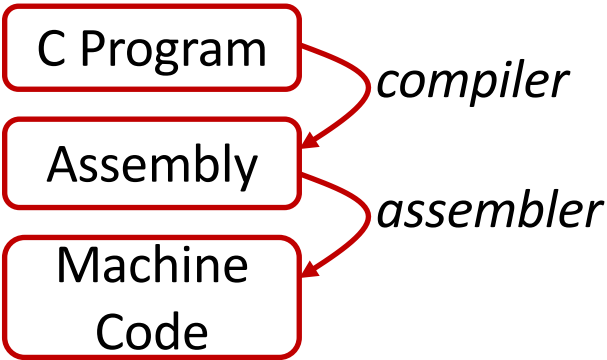 C Program
compiler
Assembly
assembler
Machine
Code